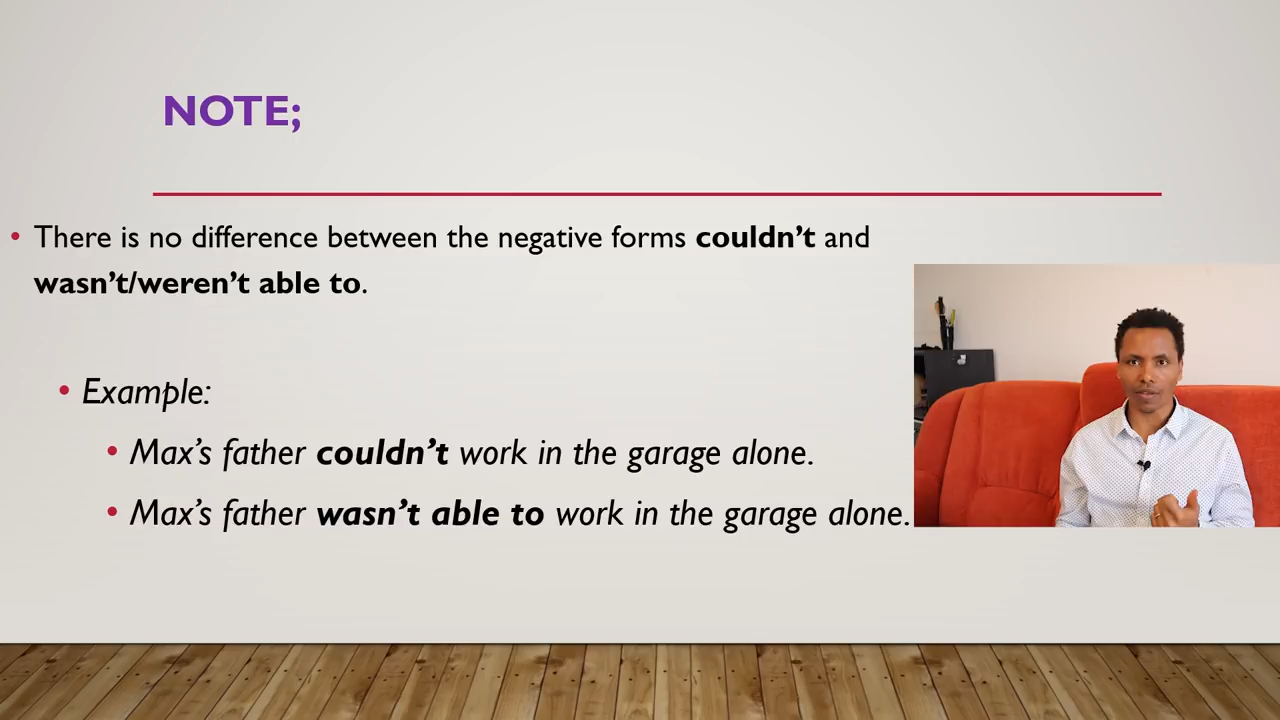 NOTE;
• There is no difference between the negative forms couldn’t and
wasn’t/weren’t able to.
• Example:
• Max’s father couldn’t work in the garage alone.
• Max’s father wasn’t able to work in the garage alone.